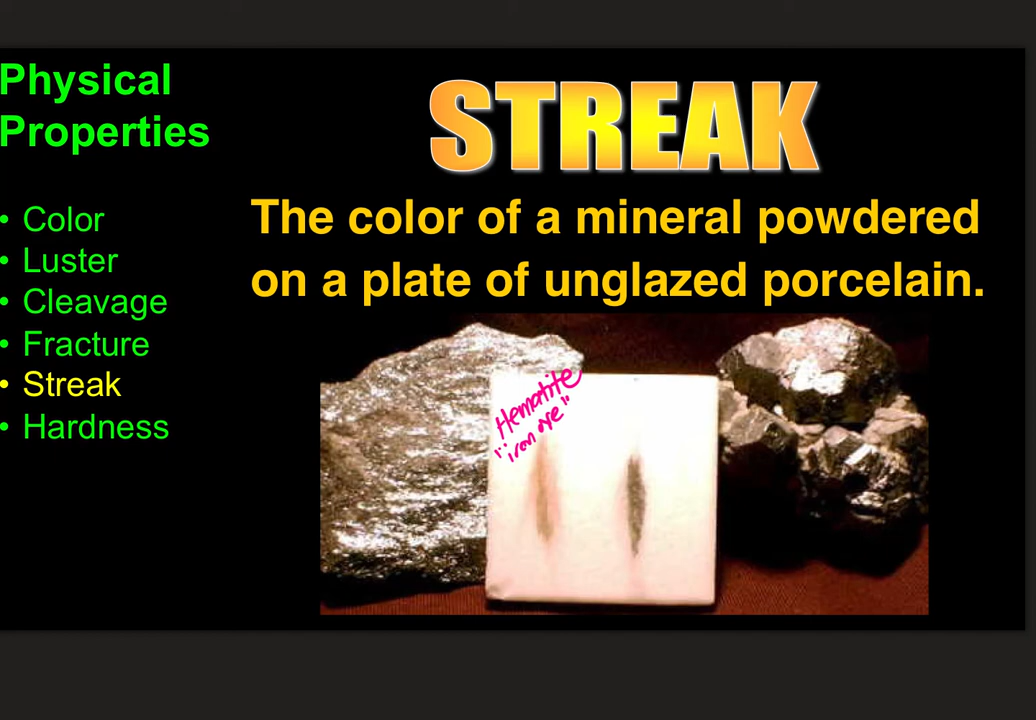 Physical
Properties
• Color
• Luster
• Cleavage
• Fracture
• Streak
• Hardness
STREAK
The color of a mineral powdered
on a plate of unglazed porcelain.
Hematite
"iron ore"